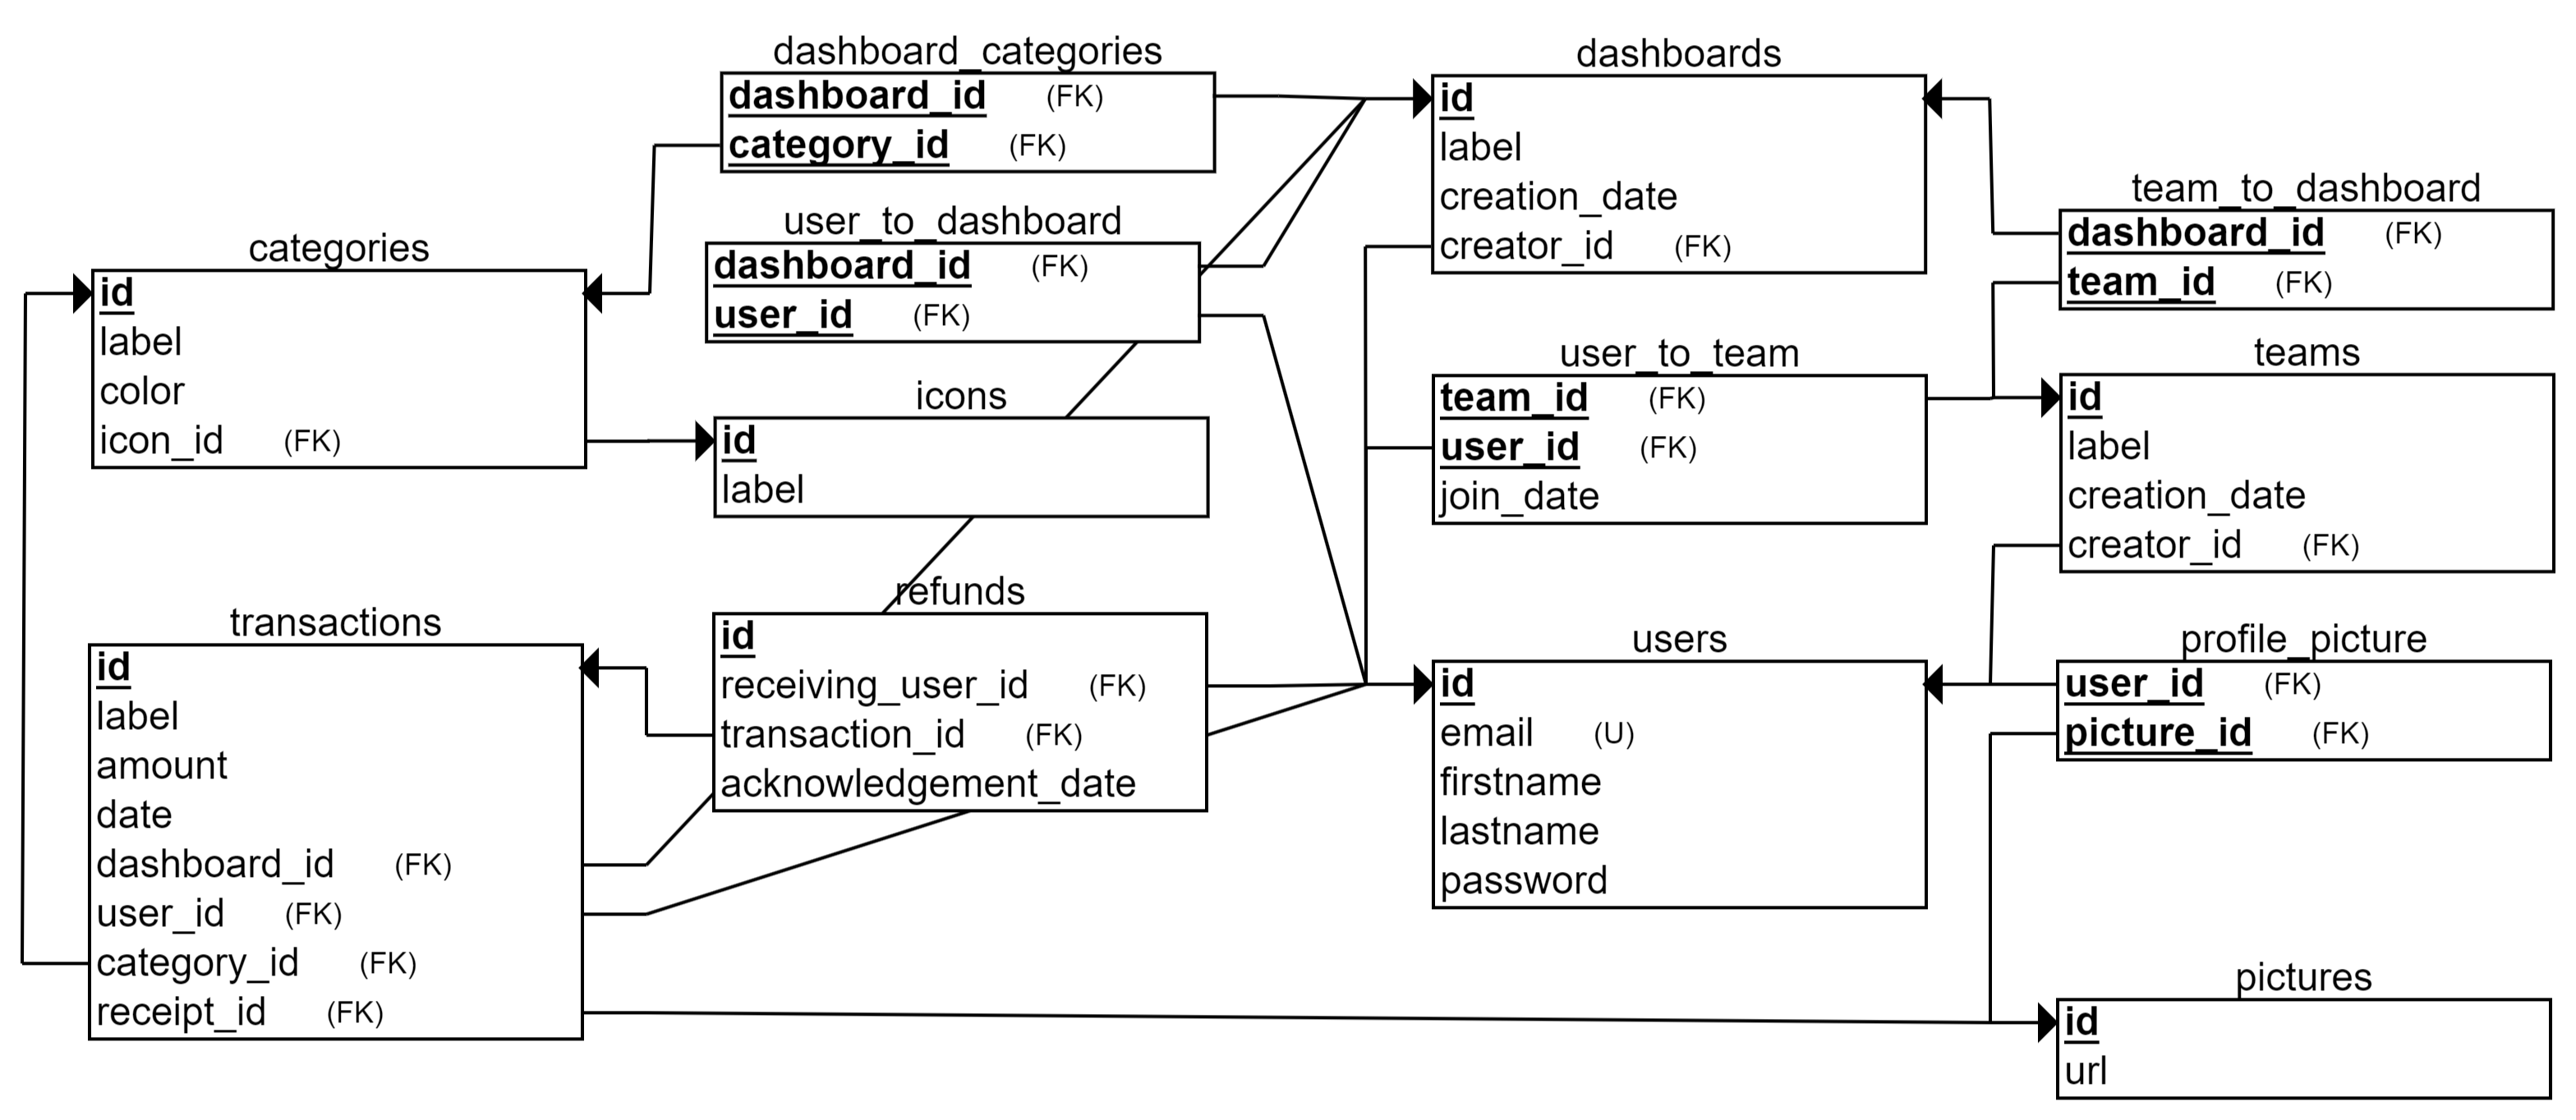 dashboard_categories
dashboard_id (FK)
category_id (FK)
dashboards
id
label
creation_date
creator_id (FK)
team_to_dashboard
dashboard_id (FK)
team_id (FK)
user_to_dashboard
dashboard_id (FK)
user_id (FK)
categories
id
label
color
icon_id (FK)
icons
id
label
user_to_team
team_id (FK)
user_id (FK)
join_date
teams
id
label
creation_date
creator_id (FK)
transactions
id
label
amount
date
dashboard_id (FK)
user_id (FK)
category_id (FK)
receipt_id (FK)
refunds
id
receiving_user_id (FK)
transaction_id (FK)
acknowledgement_date
users
id
email (U)
firstname
lastname
password
profile_picture
user_id (FK)
picture_id (FK)
pictures
id
url